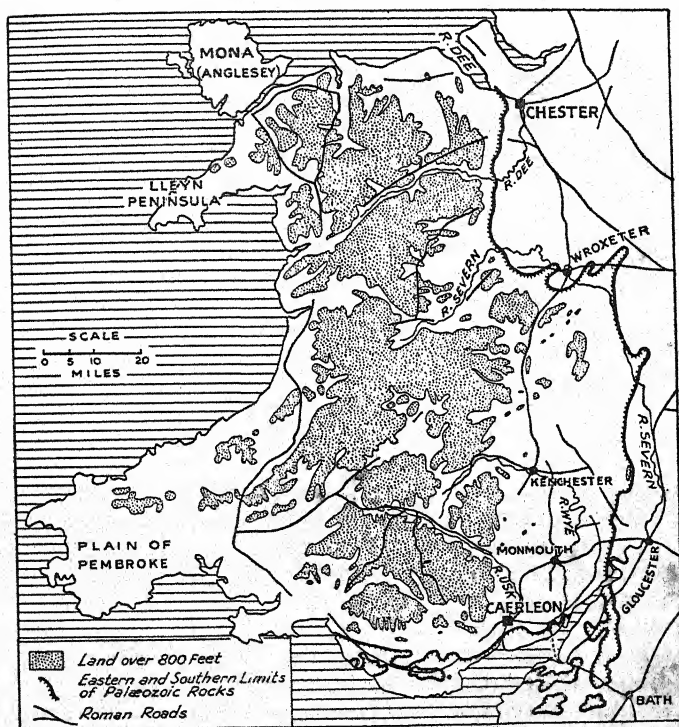 MONA
(ANGLESEY)
R. DEE
CHESTER
LLEYN
PENINSULA
R. DEE
WROXETER
R. SEVERN
SCALE
0 5 10 20
MILES
R. SEVERN
KENCHESTER
R. WYE
PLAIN OF
PEMBROKE
MONMOUTH
R. USK
GLOUCESTER
CAERLEON
BATH
Land over 800 Feet
Eastern and Southern Limits
of Palæozoic Rocks
Roman Roads